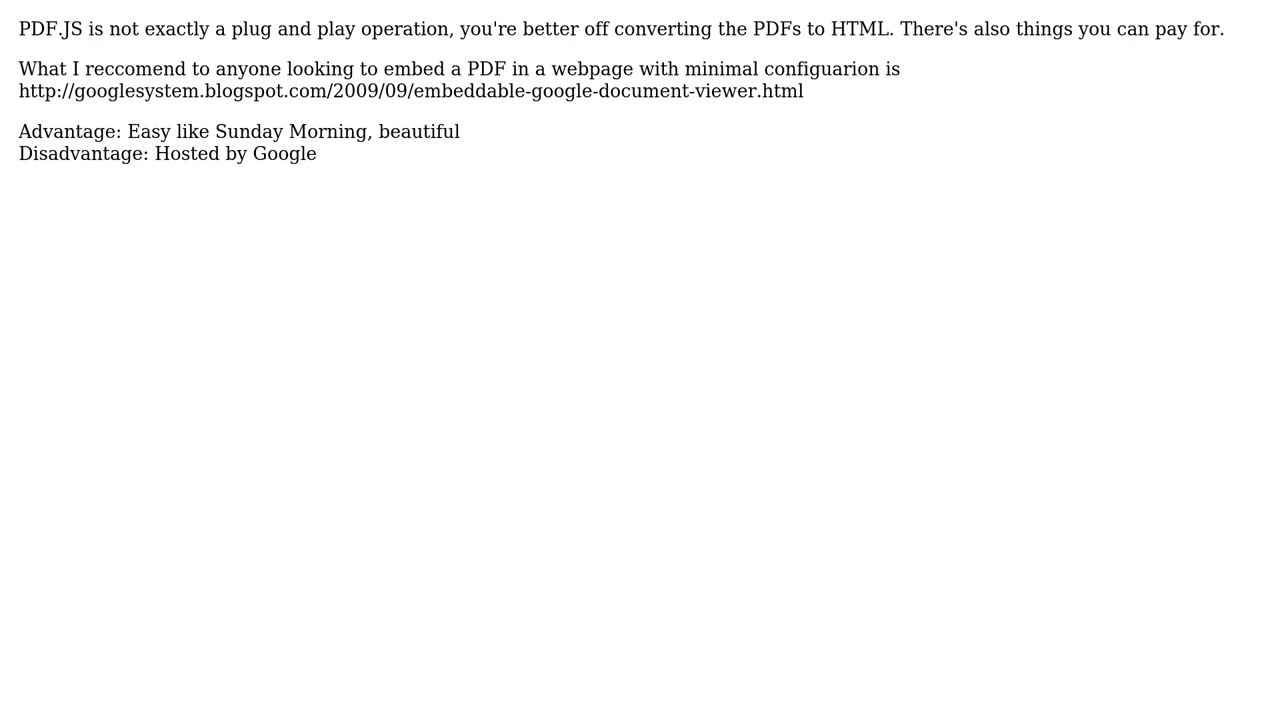 PDF.JS is not exactly a plug and play operation, you're better off converting the PDFs to HTML. There's also things you can pay for.
What I reccomend to anyone looking to embed a PDF in a webpage with minimal configuarion is
http://googlesystem.blogspot.com/2009/09/embeddable-google-document-viewer.html
Advantage: Easy like Sunday Morning, beautiful
Disadvantage: Hosted by Google